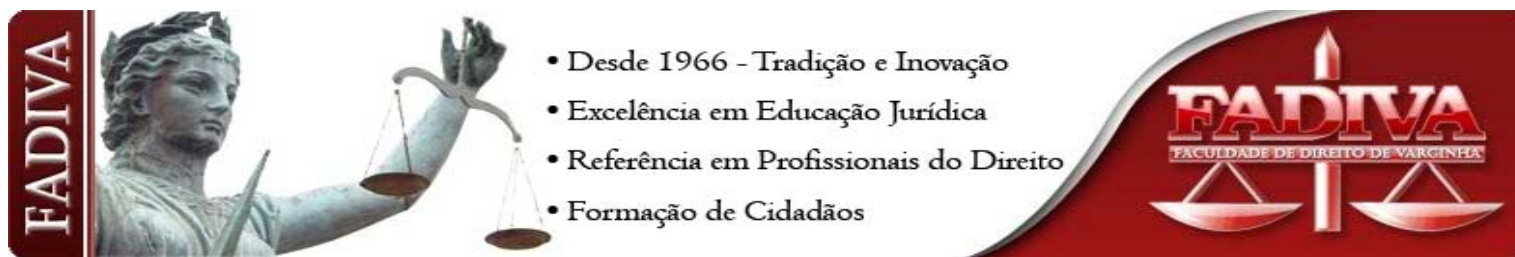 FADIVA
• Desde 1966 - Tradição e Inovação
• Excelência em Educação Jurídica
• Referência em Profissionais do Direito
• Formação de Cidadãos
FADIVA
FACULDADE DE DIREITO DE VARGINHA